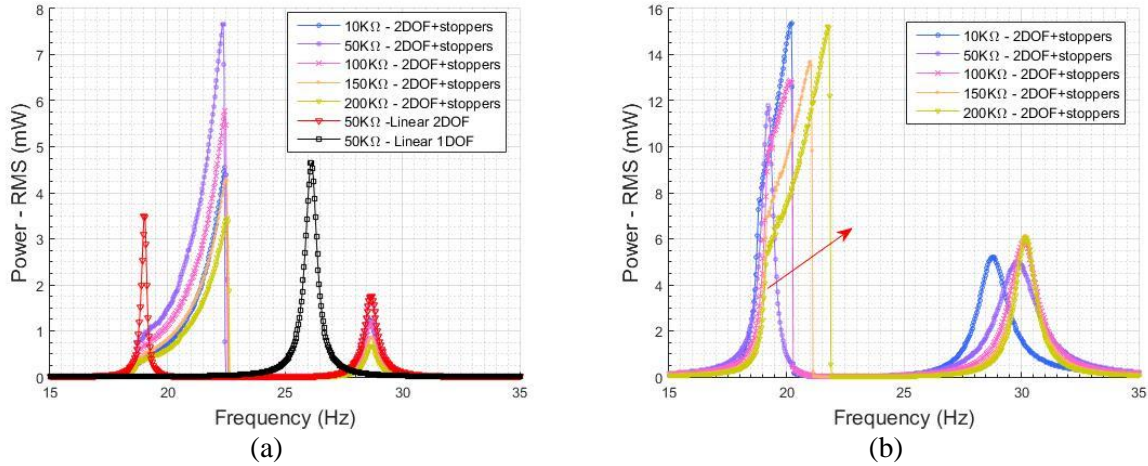 8
7
6
5
4
3
2
1
0
Power - RMS (mW)
10KΩ - 2DOF+stoppers
50KΩ - 2DOF+stoppers
100KΩ - 2DOF+stoppers
150KΩ - 2DOF+stoppers
200KΩ - 2DOF+stoppers
50KΩ -Linear 2DOF
50KΩ - Linear 1DOF
15 20 25 30 35
Frequency (Hz)
(a)
16
14
12
10
8
6
4
2
0
Power - RMS (mW)
10KΩ - 2DOF+stoppers
50KΩ - 2DOF+stoppers
100KΩ - 2DOF+stoppers
150KΩ - 2DOF+stoppers
200KΩ - 2DOF+stoppers
15 20 25 30 35
Frequency (Hz)
(b)